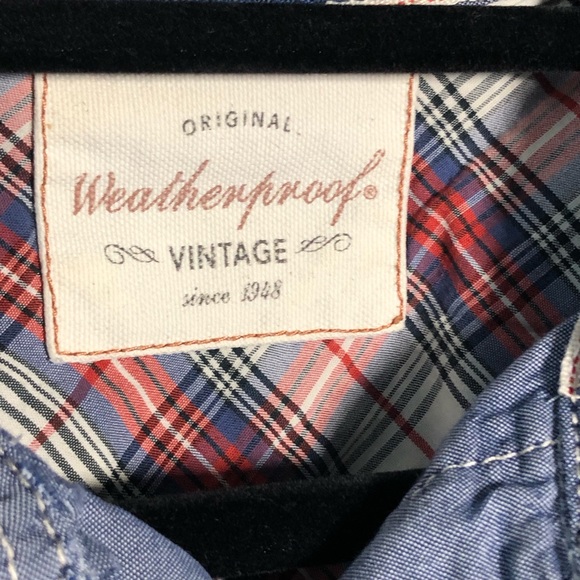 ORIGINAL
Weatherproof®
VINTAGE
since 1948